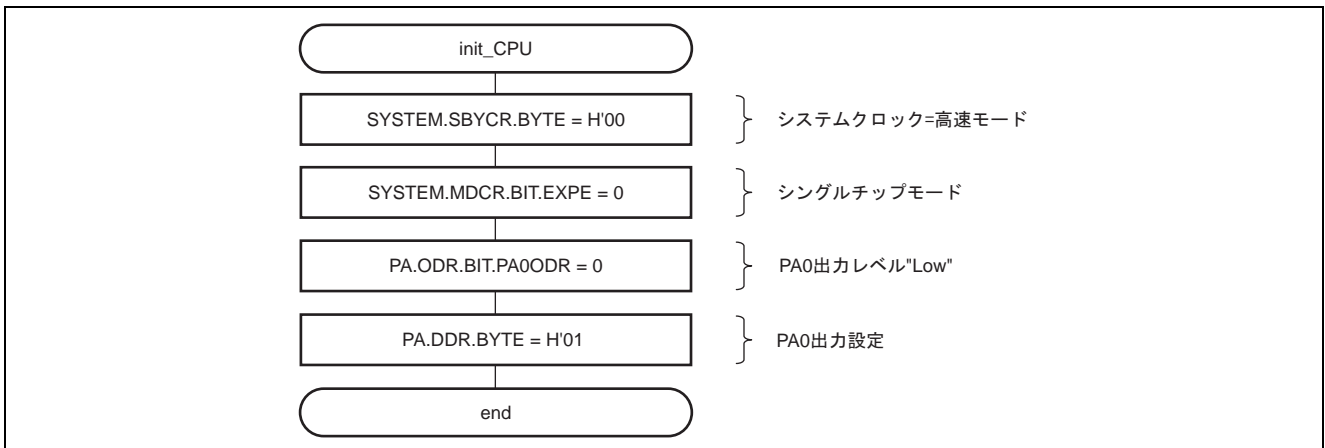 init_CPU
SYSTEM.SBYCR.BYTE = H'00
システムクロック=高速モード
SYSTEM.MDCR.BIT.EXPE = 0
シングルチップモード
PA.ODR.BIT.PA0ODR = 0
PA0出力レベル"Low"
PA.DDR.BYTE = H'01
PA0出力設定
end